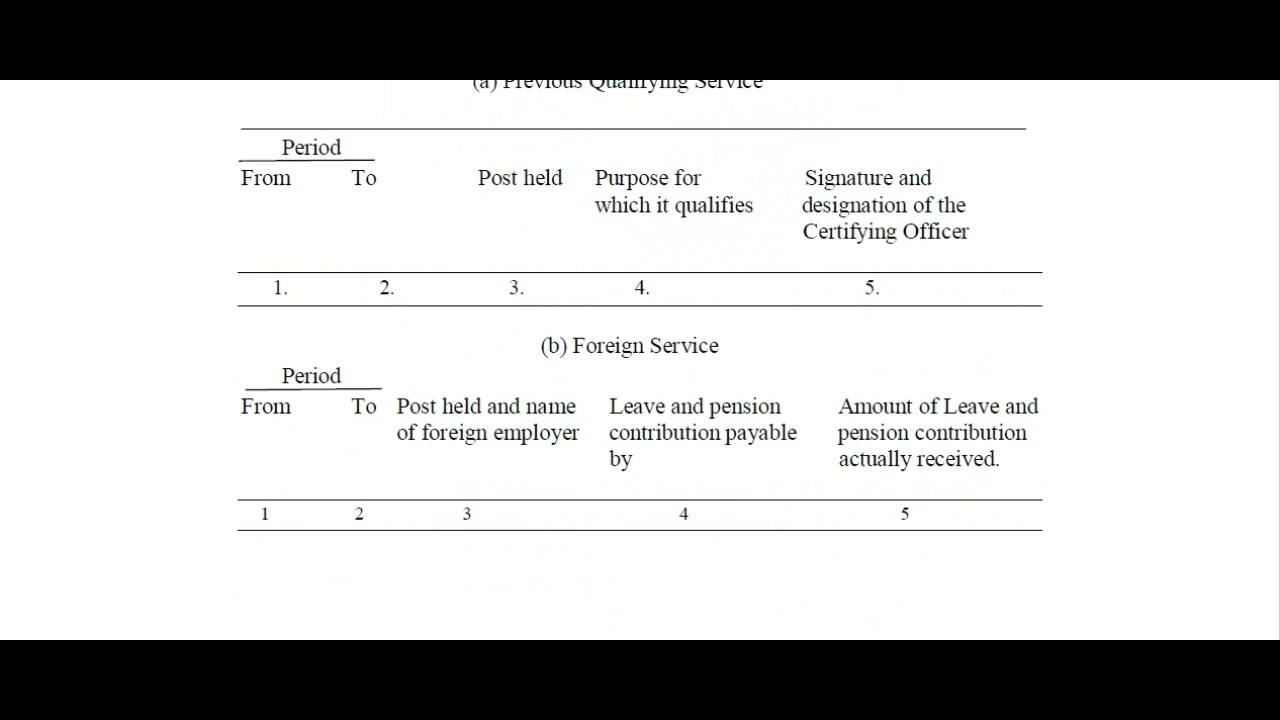 (a) Previous Qualifying Service
Period
From To Post held Purpose for Signature and
which it qualifies designation of the
Certifying Officer
1. 2. 3. 4. 5.
(b) Foreign Service
Period
From To Post held and name Leave and pension Amount of Leave and
of foreign employer contribution payable pension contribution
by actually received.
1 2 3 4 5